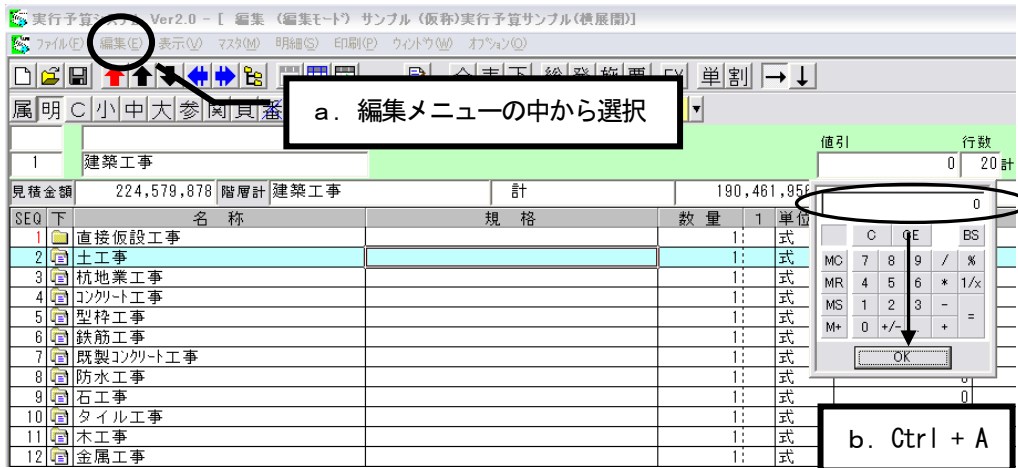 実行予算システム Ver2.0 - [ 編集 (編集ﾓｰﾄﾞ) サンプル (仮称)実行予算サンプル(横展開)]
ﾌｧｲﾙ(F) 編集(E) 表示(V) ﾏｽﾀ(M) 明細(S) 印刷(P) ｳｨﾝﾄﾞｳ(W) ｵﾌﾟｼｮﾝ(O)
単 割 → ↓
属 明 C 小 中 大 参 関 頁 番
a. 編集メニューの中から選択
値引 行数
1 建築工事 0 20 計
見積金額 224,579,878 階層計 建築工事 計 190,461,956
SEQ 下 名 称 規 格 数 量 1 単位
1 直接仮設工事 1 式
2 土工事 1 式
3 杭地業工事 1 式
4 ｺﾝｸﾘｰﾄ工事 1 式
5 型枠工事 1 式
6 鉄筋工事 1 式
7 既製ｺﾝｸﾘｰﾄ工事 1 式
8 防水工事 1 式 0
9 石工事 1 式 0
10 タイル工事 1 式
11 木工事 1 式
12 金属工事 1 式
0
C CE BS
MC 7 8 9 / %
MR 4 5 6 * 1/x
MS 1 2 3 - =
M+ 0 +/- . +
OK
b. Ctrl + A